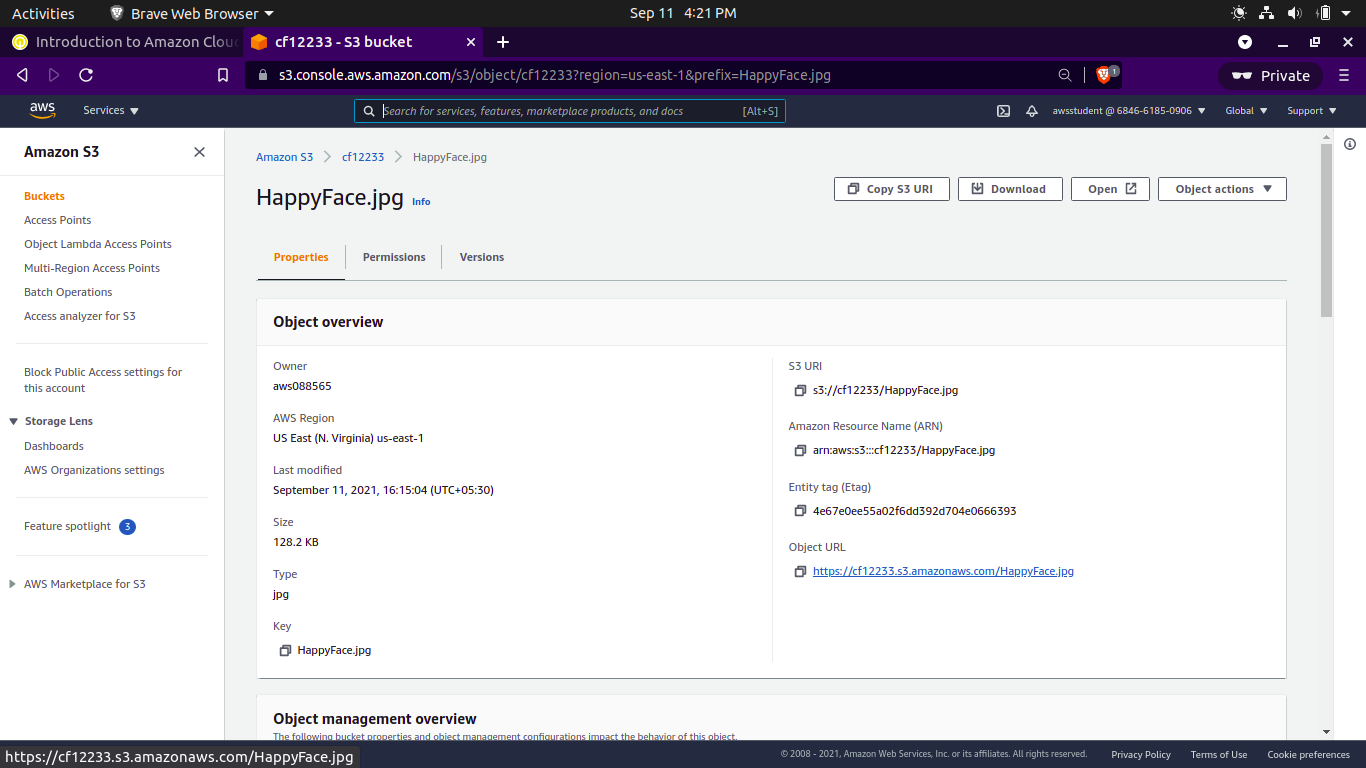 Activities Brave Web Browser Sep 11 4:21 PM
Introduction to Amazon Clou cf12233 - S3 bucket
s3.console.aws.amazon.com/s3/object/cf12233?region=us-east-1&prefix=HappyFace.jpg 1 Private
aws Services Search for services, features, marketplace products, and docs [Alt+S] awsstudent @ 6846-6185-0906 Global Support
Amazon S3
Buckets
Access Points
Object Lambda Access Points
Multi-Region Access Points
Batch Operations
Access analyzer for S3
Block Public Access settings for
this account
Storage Lens
Dashboards
AWS Organizations settings
Feature spotlight 3
AWS Marketplace for S3
Amazon S3 cf12233 HappyFace.jpg
HappyFace.jpg Info
Copy S3 URI Download Open Object actions
Properties Permissions Versions
Object overview
Owner
aws088565
AWS Region
US East (N. Virginia) us-east-1
Last modified
September 11, 2021, 16:15:04 (UTC+05:30)
Size
128.2 KB
Type
jpg
Key
HappyFace.jpg
S3 URI
s3://cf12233/HappyFace.jpg
Amazon Resource Name (ARN)
arn:aws:s3:::cf12233/HappyFace.jpg
Entity tag (Etag)
4e67e0ee55a02f6dd392d704e0666393
Object URL
https://cf12233.s3.amazonaws.com/HappyFace.jpg
Object management overview
The following bucket properties and object management configurations impact the behavior of this object.
https://cf12233.s3.amazonaws.com/HappyFace.jpg
© 2008 - 2021, Amazon Web Services, Inc. or its affiliates. All rights reserved. Privacy Policy Terms of Use Cookie preferences